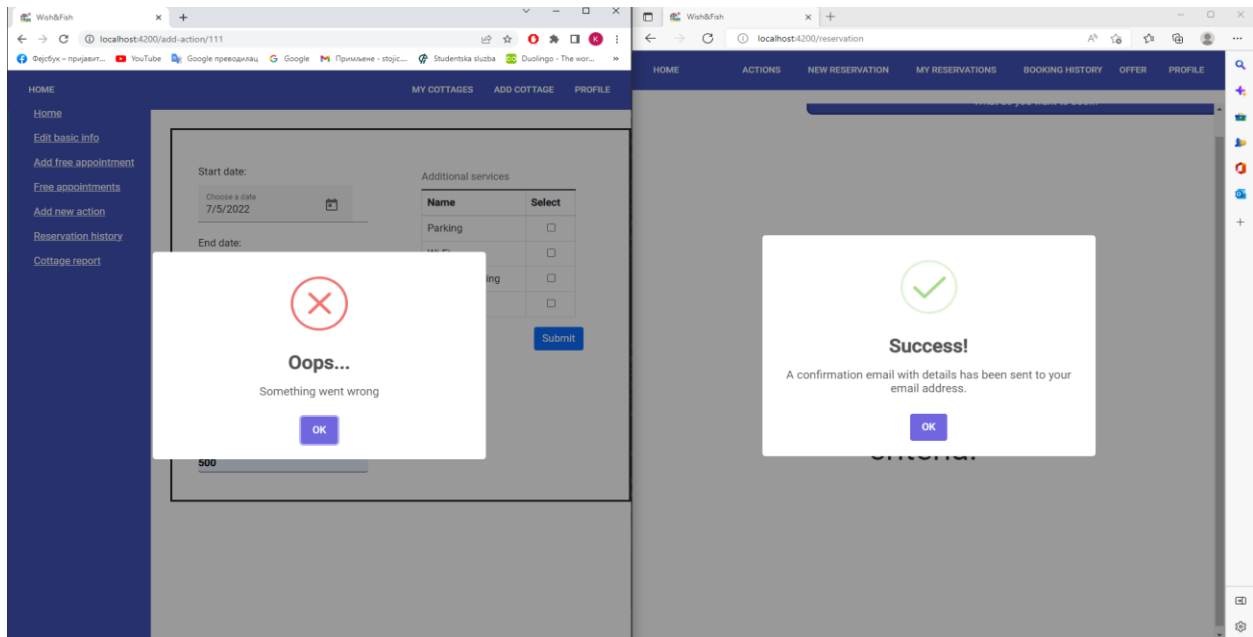 Wish&Fish
localhost:4200/add-action/111
Фејсбук – пријавит...
YouTube
Google преводилац
Google
Примљене - stojic...
Studentska sluzba
Duolingo - The wor...
»
HOME
MY COTTAGES
ADD COTTAGE
PROFILE
Home
Edit basic info
Add free appointment
Free appointments
Add new action
Reservation history
Cottage report
Start date:
Choose a date
7/5/2022
End date:
Additional services
Name Select
Parking
ing
Submit
Oops...
Something went wrong
OK
500
Wish&Fish
localhost:4200/reservation
HOME
ACTIONS
NEW RESERVATION
MY RESERVATIONS
BOOKING HISTORY
OFFER
PROFILE
Success!
A confirmation email with details has been sent to your
email address.
OK